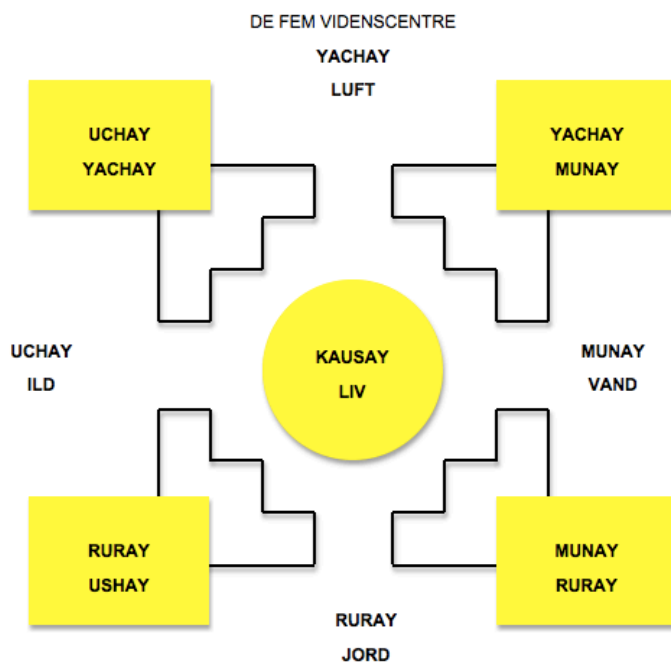 DE FEM VIDENSCENTRE
YACHAY
LUFT
UCHAY
YACHAY
YACHAY
MUNAY
UCHAY
ILD
KAUSAY
LIV
MUNAY
VAND
RURAY
USHAY
MUNAY
RURAY
RURAY
JORD